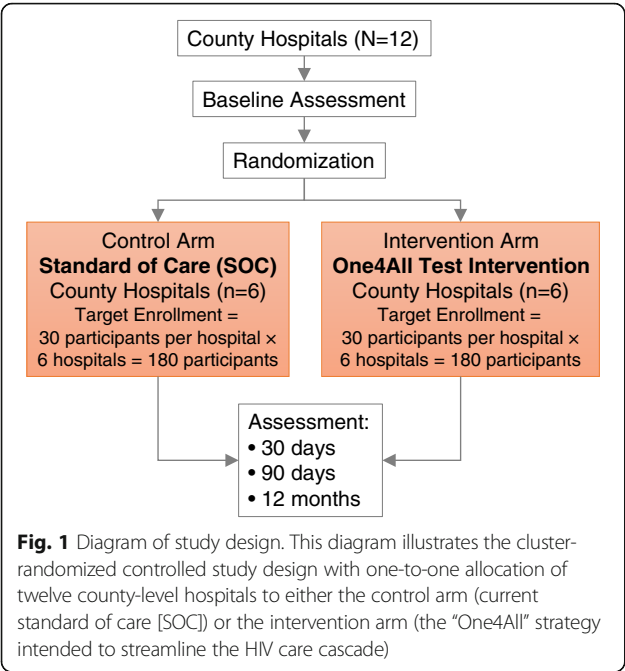 County Hospitals (N=12)
Baseline Assessment
Randomization
Control Arm
Standard of Care (SOC)
County Hospitals (n=6)
Target Enrollment =
30 participants per hospital ×
6 hospitals = 180 participants
Intervention Arm
One4All Test Intervention
County Hospitals (n=6)
Target Enrollment =
30 participants per hospital ×
6 hospitals = 180 participants
Assessment:
• 30 days
• 90 days
• 12 months
Fig. 1 Diagram of study design. This diagram illustrates the cluster-
randomized controlled study design with one-to-one allocation of
twelve county-level hospitals to either the control arm (current
standard of care [SOC]) or the intervention arm (the “One4All” strategy
intended to streamline the HIV care cascade)